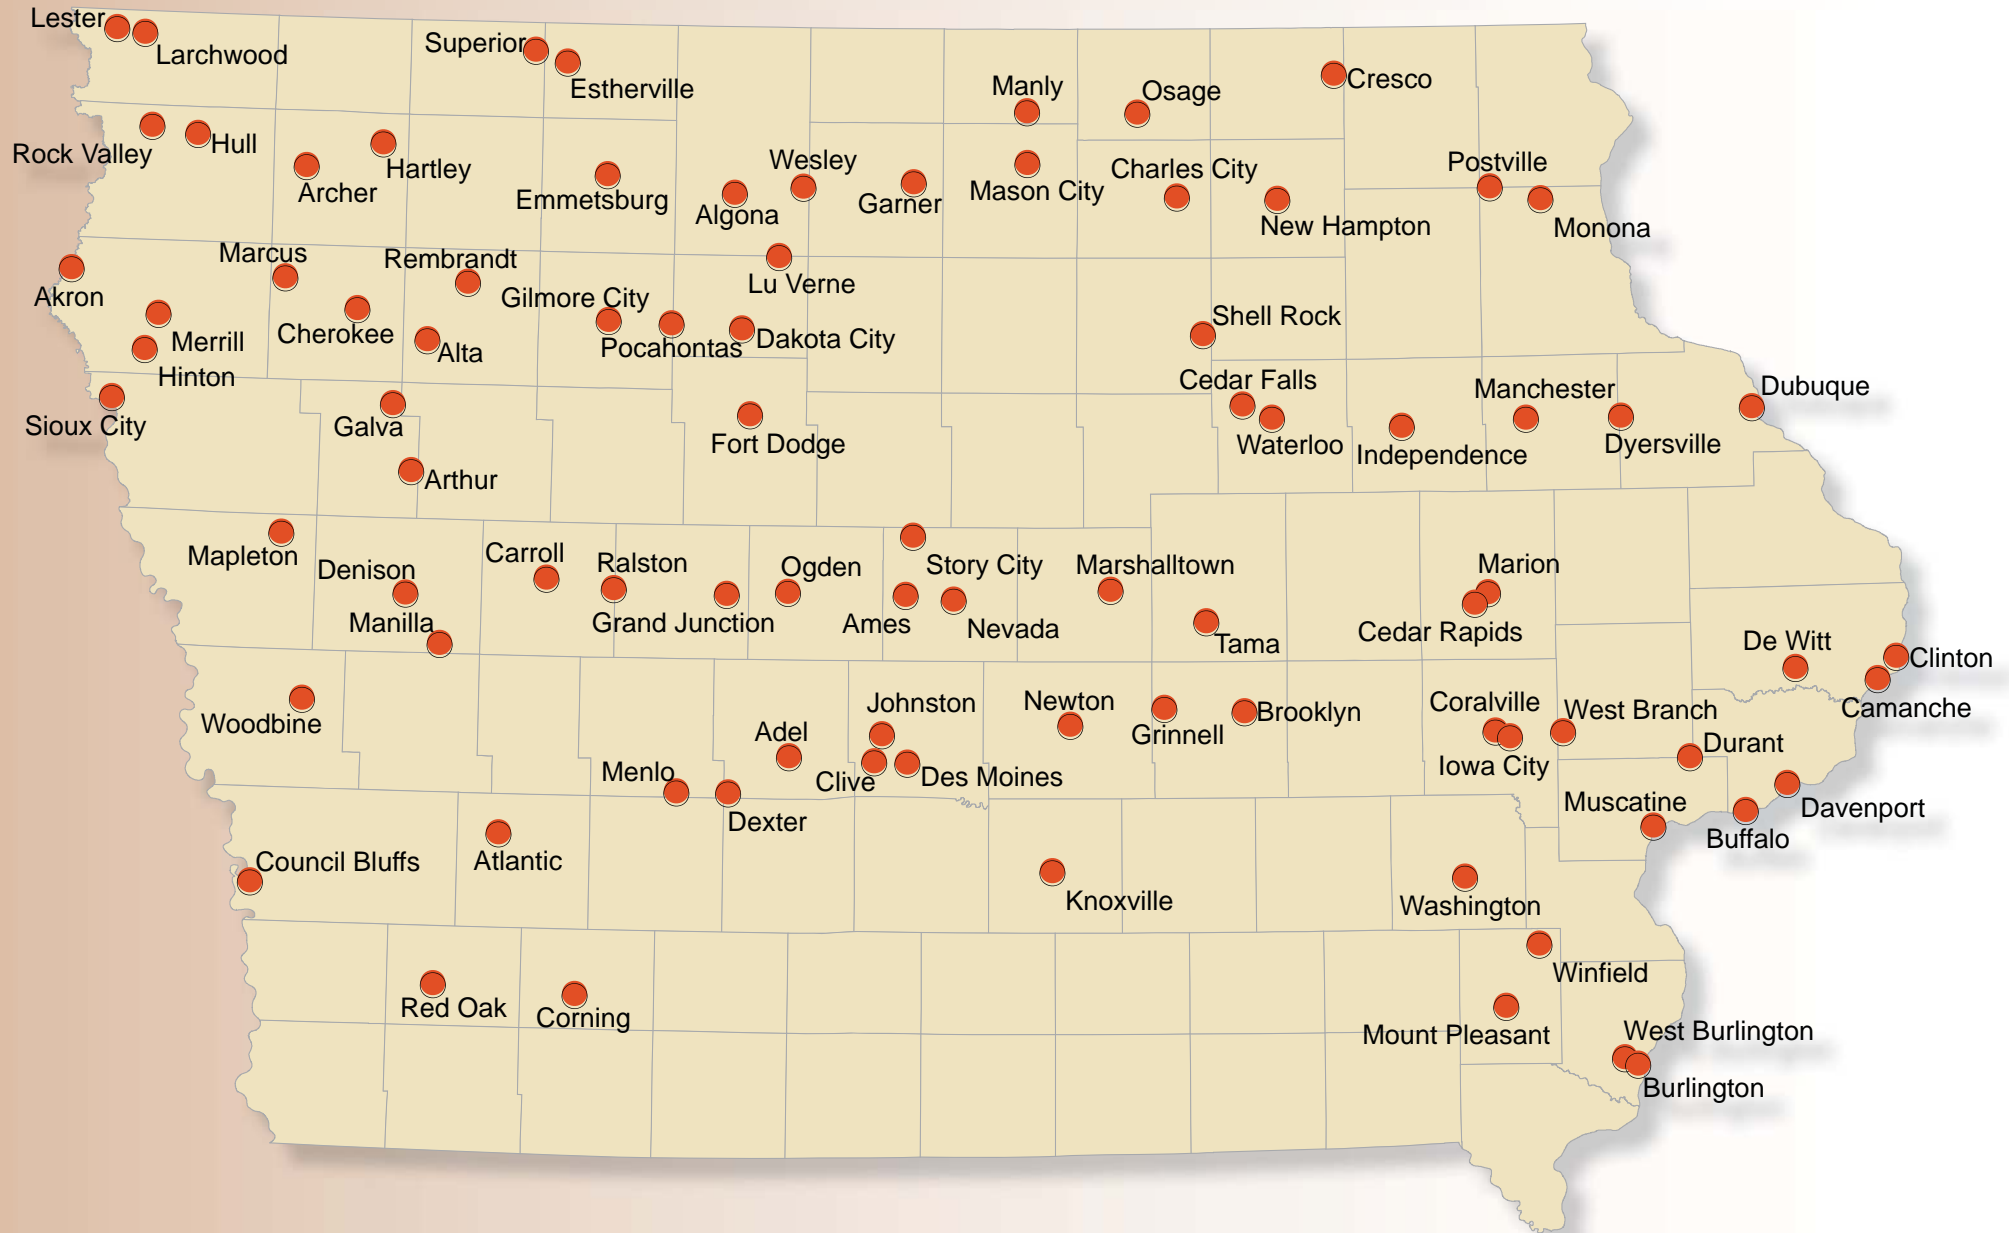 Lester
Larchwood
Superior
Estherville
Manly
Osage
Cresco
Rock Valley
Hull
Archer
Hartley
Emmetsburg
Algona
Wesley
Garner
Mason City
Charles City
New Hampton
Postville
Monona
Akron
Marcus
Rembrandt
Gilmore City
Lu Verne
Merrill
Hinton
Cherokee
Alta
Pocahontas
Dakota City
Shell Rock
Sioux City
Galva
Arthur
Fort Dodge
Cedar Falls
Waterloo
Independence
Manchester
Dyersville
Dubuque
Mapleton
Denison
Manilla
Carroll
Ralston
Grand Junction
Ogden
Story City
Ames
Nevada
Marshalltown
Tama
Marion
Cedar Rapids
De Witt
Clinton
Camanche
Woodbine
Menlo
Dexter
Adel
Johnston
Clive
Des Moines
Newton
Grinnell
Brooklyn
Coralville
Iowa City
West Branch
Durant
Davenport
Buffalo
Muscatine
Council Bluffs
Atlantic
Knoxville
Washington
Winfield
Red Oak
Corning
Mount Pleasant
West Burlington
Burlington